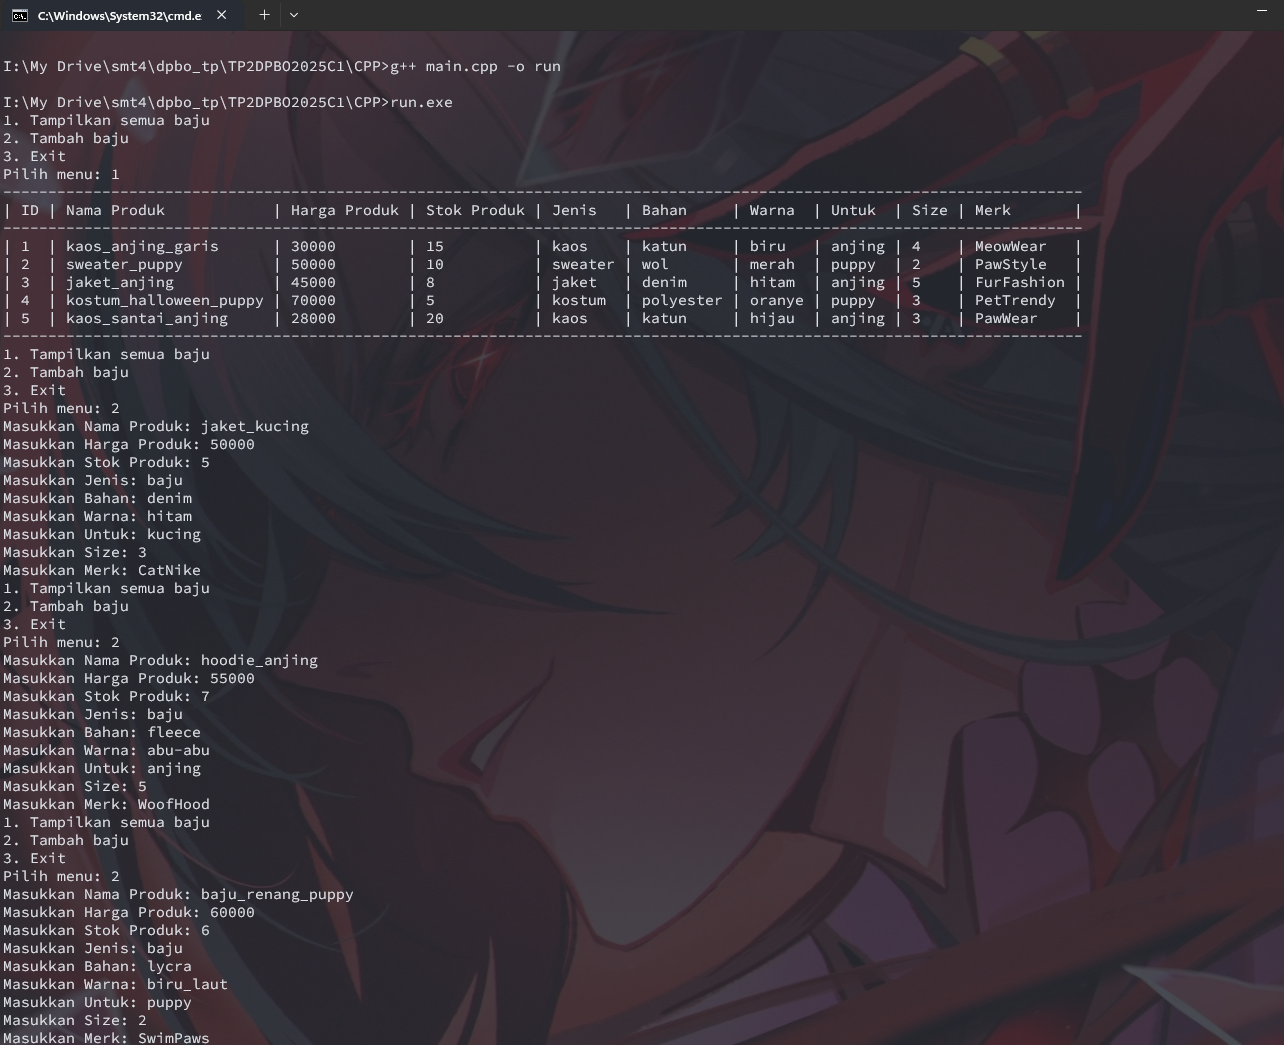 C:\Windows\System32\cmd.e
I:\My Drive\smt4\dpbo_tp\TP2DPBO2025C1\CPP>g++ main.cpp -o run
I:\My Drive\smt4\dpbo_tp\TP2DPBO2025C1\CPP>run.exe
1. Tampilkan semua baju
2. Tambah baju
3. Exit
Pilih menu: 1
------------------------------------------------------------------------------------------------------------------------
| ID | Nama Produk            | Harga Produk | Stok Produk | Jenis   | Bahan     | Warna  | Untuk  | Size | Merk       |
------------------------------------------------------------------------------------------------------------------------
| 1  | kaos_anjing_garis      | 30000        | 15          | kaos    | katun     | biru   | anjing | 4    | MeowWear   |
| 2  | sweater_puppy          | 50000        | 10          | sweater | wol       | merah  | puppy  | 2    | PawStyle   |
| 3  | jaket_anjing           | 45000        | 8           | jaket   | denim     | hitam  | anjing | 5    | FurFashion |
| 4  | kostum_halloween_puppy | 70000        | 5           | kostum  | polyester | oranye | puppy  | 3    | PetTrendy  |
| 5  | kaos_santai_anjing     | 28000        | 20          | kaos    | katun     | hijau  | anjing | 3    | PawWear    |
------------------------------------------------------------------------------------------------------------------------
1. Tampilkan semua baju
2. Tambah baju
3. Exit
Pilih menu: 2
Masukkan Nama Produk: jaket_kucing
Masukkan Harga Produk: 50000
Masukkan Stok Produk: 5
Masukkan Jenis: baju
Masukkan Bahan: denim
Masukkan Warna: hitam
Masukkan Untuk: kucing
Masukkan Size: 3
Masukkan Merk: CatNike
1. Tampilkan semua baju
2. Tambah baju
3. Exit
Pilih menu: 2
Masukkan Nama Produk: hoodie_anjing
Masukkan Harga Produk: 55000
Masukkan Stok Produk: 7
Masukkan Jenis: baju
Masukkan Bahan: fleece
Masukkan Warna: abu-abu
Masukkan Untuk: anjing
Masukkan Size: 5
Masukkan Merk: WoofHood
1. Tampilkan semua baju
2. Tambah baju
3. Exit
Pilih menu: 2
Masukkan Nama Produk: baju_renang_puppy
Masukkan Harga Produk: 60000
Masukkan Stok Produk: 6
Masukkan Jenis: baju
Masukkan Bahan: lycra
Masukkan Warna: biru_laut
Masukkan Untuk: puppy
Masukkan Size: 2
Masukkan Merk: SwimPaws